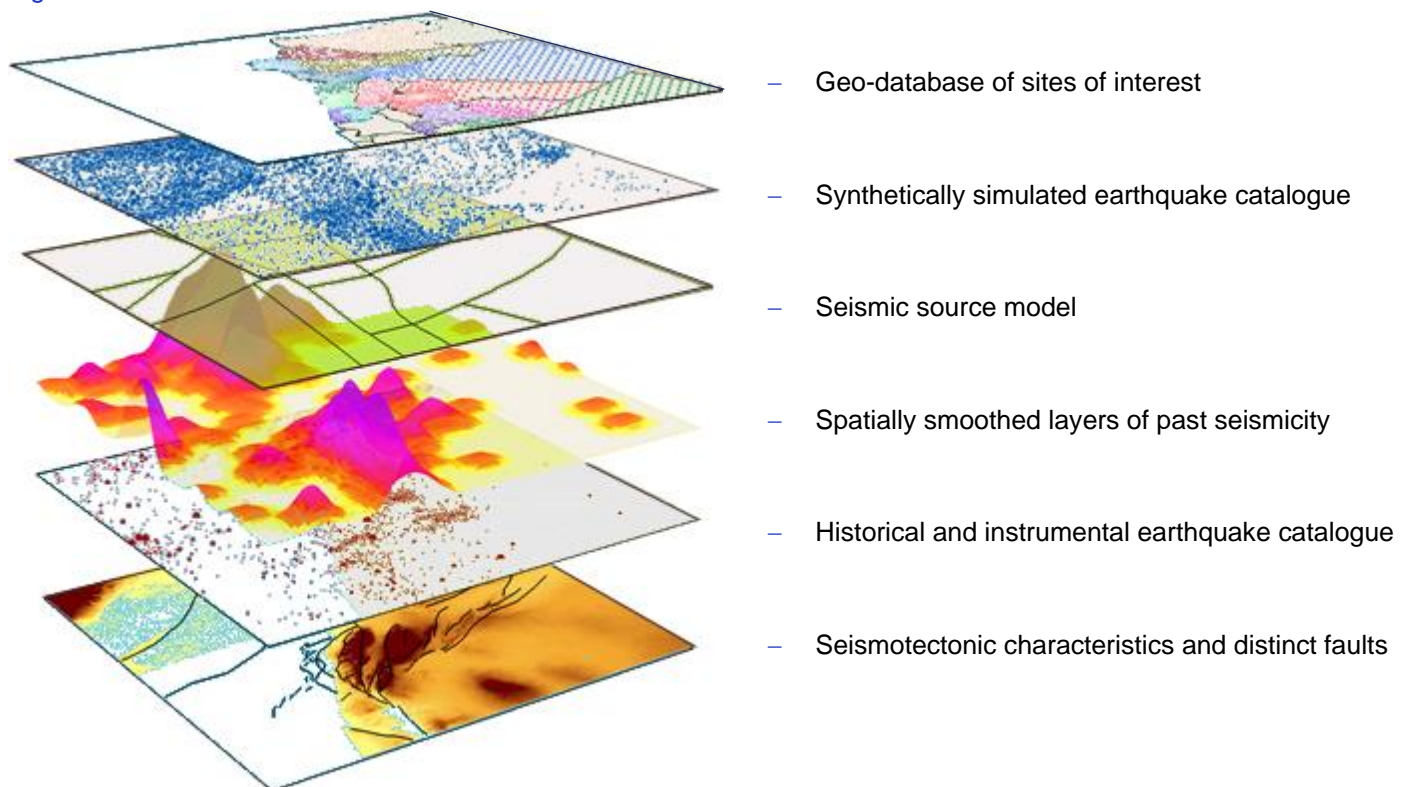 – Geo-database of sites of interest
– Synthetically simulated earthquake catalogue
– Seismic source model
– Spatially smoothed layers of past seismicity
– Historical and instrumental earthquake catalogue
– Seismotectonic characteristics and distinct faults